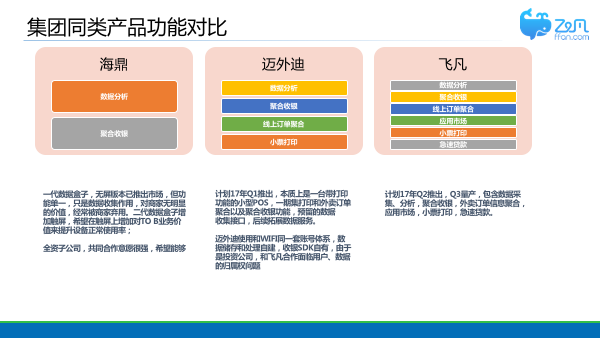 集团同类产品功能对比
飞凡
ffan.com
海鼎
数据分析
聚合收银
迈外迪
数据分析
聚合收银
线上订单聚合
小票打印
飞凡
数据分析
聚合收银
线上订单聚合
应用市场
小票打印
急速贷款
一代数据盒子，无屏版本已推出市场，但功
能单一，只是数据收集作用，对商家无明显
的价值，经常被商家弃用。二代数据盒子增
加触屏，希望在触屏上增加对TO B业务价
值来提升设备正常使用率；
全资子公司，共同合作意愿很强，希望能够
计划17年Q1推出，本质上是一台带打印
功能的小型POS，一期集打印和外卖订单
聚合以及聚合收银功能，预留的数据
收集接口，后续拓展数据服务。
迈外迪使用和WIFI同一套账号体系，数
据储存和处理自建，收银SDK自有，由于
是投资公司，和飞凡合作面临用户、数据
的归属权问题
计划17年Q2推出，Q3量产，包含数据采
集、分析，聚合收银，外卖订单信息聚合，
应用市场，小票打印，急速贷款。